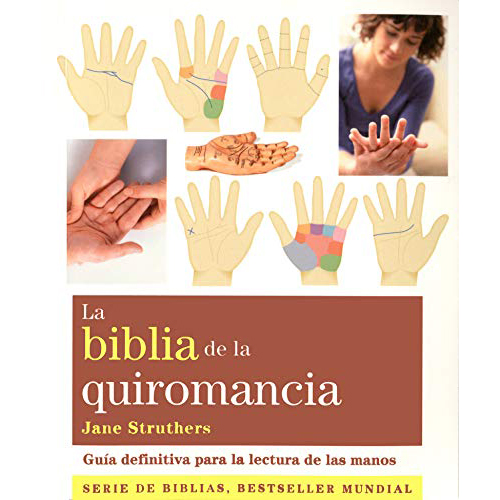 La
biblia de la
quiromancia
Jane Struthers
Guía definitiva para la lectura de las manos
SERIE DE BIBLIAS, BESTSELLER MUNDIAL